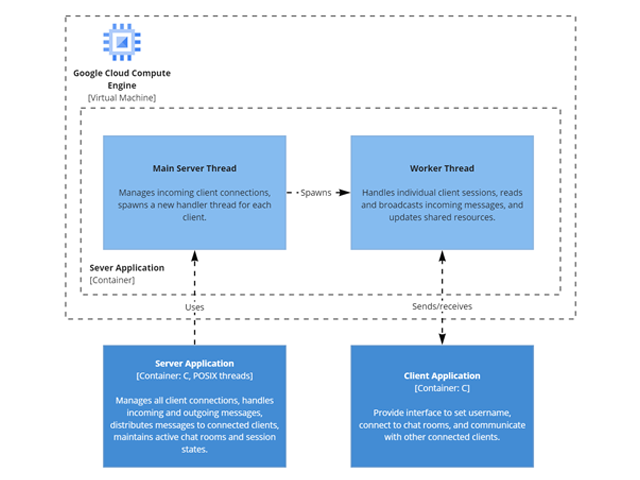 Google Cloud Compute
Engine
[Virtual Machine]
Main Server Thread
Manages incoming client connections,
spawns a new handler thread for each
client.
Spawns
Worker Thread
Handles individual client sessions, reads
and broadcasts incoming messages, and
updates shared resources.
Sever Application
[Container]
Uses
Sends/receives
Server Application
[Container: C, POSIX threads]
Manages all client connections, handles
incoming and outgoing messages,
distributes messages to connected clients,
maintains active chat rooms and session
states.
Client Application
[Container: C]
Provide interface to set username,
connect to chat rooms, and communicate
with other connected clients.